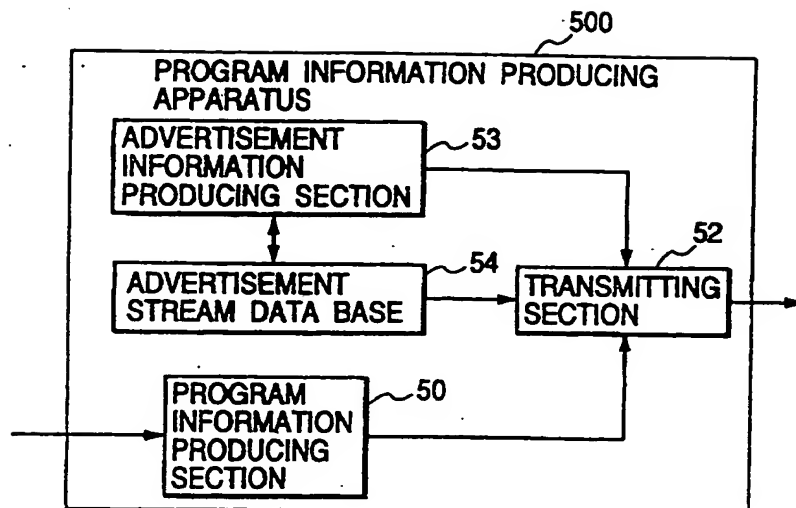 500
PROGRAM INFORMATION PRODUCING
APPARATUS
ADVERTISEMENT
INFORMATION
PRODUCING SECTION
53
52
ADVERTISEMENT
STREAM DATA BASE
54
TRANSMITTING
SECTION
PROGRAM
INFORMATION
PRODUCING
SECTION
50